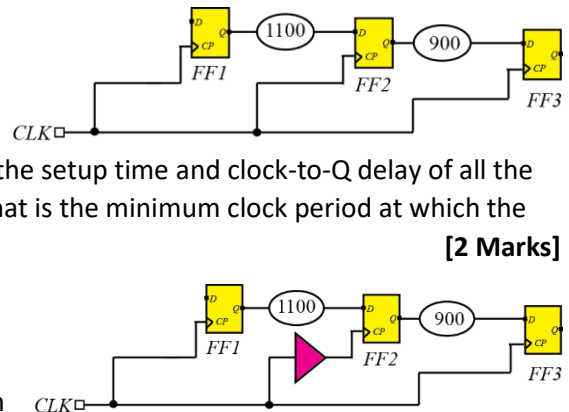 D Q 1100 D Q 900 D
CP CP CP
FF1 FF2 FF3
CLK
the setup time and clock-to-Q delay of all the
hat is the minimum clock period at which the
[2 Marks]
D Q 1100 D Q 900 D
CP CP CP
FF1 FF2 FF3
CLK